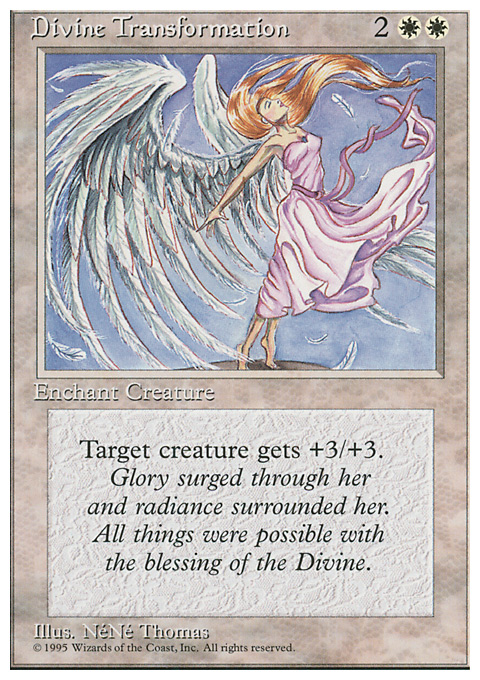 Divine Transformation 2
Enchant Creature
Target creature gets +3/+3.
Glory surged through her
and radiance surrounded her.
All things were possible with
the blessing of the Divine.
Illus. NéNé Thomas
© 1995 Wizards of the Coast, Inc. All rights reserved.